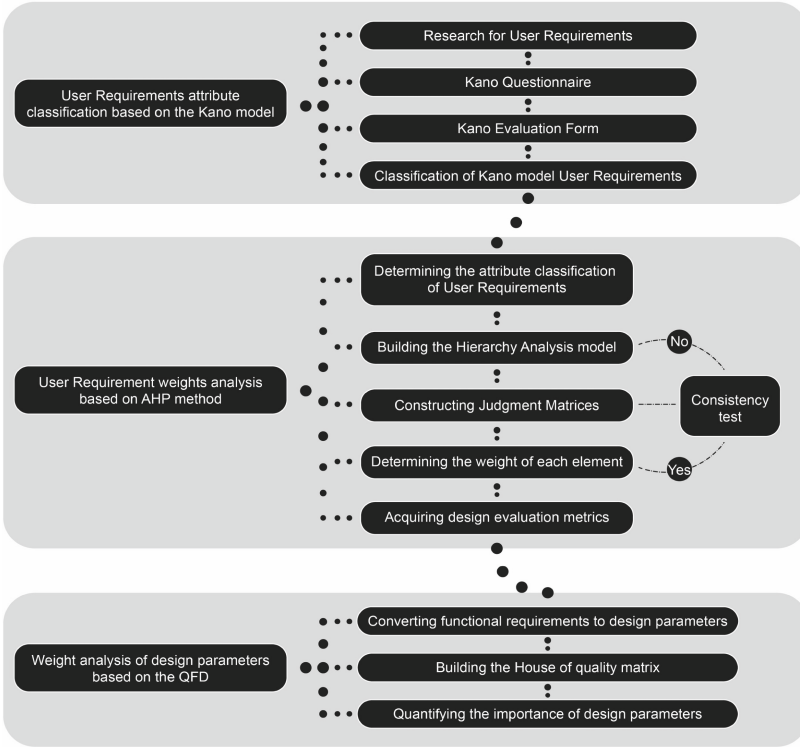 User Requirements attribute
classification based on the Kano model
Research for User Requirements
Kano Questionnaire
Kano Evaluation Form
Classification of Kano model User Requirements
User Requirement weights analysis
based on AHP method
Determining the attribute classification
of User Requirements
Building the Hierarchy Analysis model
Constructing Judgment Matrices
Determining the weight of each element
Acquiring design evaluation metrics
No
Consistency
test
Yes
Weight analysis of design parameters
based on the QFD
Converting functional requirements to design parameters
Building the House of quality matrix
Quantifying the importance of design parameters